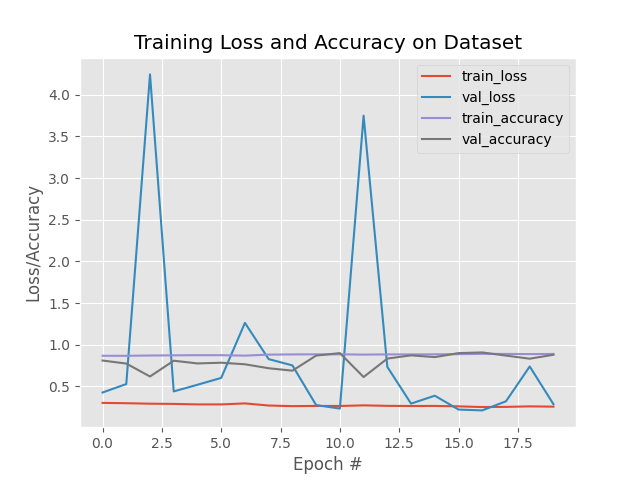 Training Loss and Accuracy on Dataset
train_loss
val_loss
train_accuracy
val_accuracy
Loss/Accuracy
4.0
3.5
3.0
2.5
2.0
1.5
1.0
0.5
0.0 2.5 5.0 7.5 10.0 12.5 15.0 17.5
Epoch #